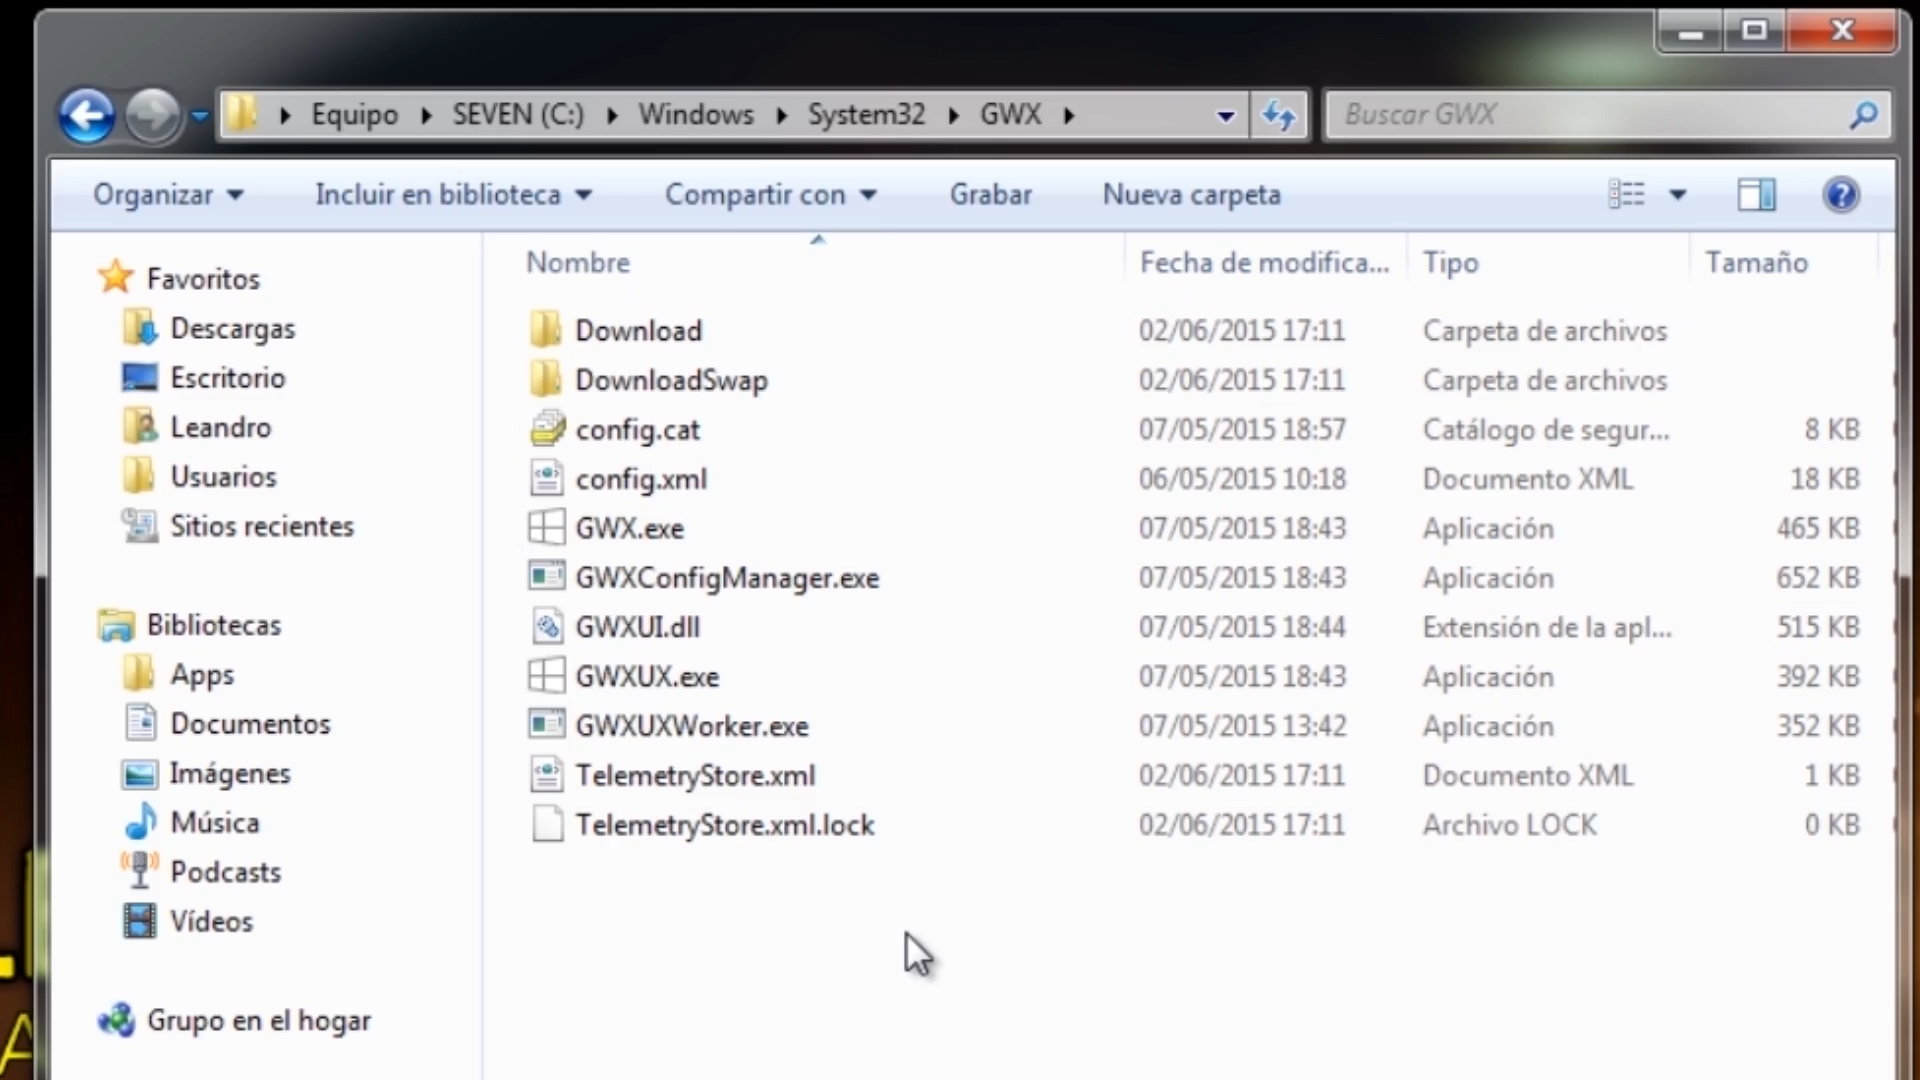 Equipo SEVEN (C:) Windows System32 GWX
Buscar GWX
Organizar Incluir en biblioteca Compartir con Grabar Nueva carpeta
Favoritos
Descargas
Escritorio
Leandro
Usuarios
Sitios recientes
Bibliotecas
Apps
Documentos
Imágenes
Música
Podcasts
Vídeos
Grupo en el hogar
Nombre Fecha de modifica... Tipo Tamaño
Download 02/06/2015 17:11 Carpeta de archivos
DownloadSwap 02/06/2015 17:11 Carpeta de archivos
config.cat 07/05/2015 18:57 Catálogo de segur... 8 KB
config.xml 06/05/2015 10:18 Documento XML 18 KB
GWX.exe 07/05/2015 18:43 Aplicación 465 KB
GWXConfigManager.exe 07/05/2015 18:43 Aplicación 652 KB
GWXUI.dll 07/05/2015 18:44 Extensión de la apl... 515 KB
GWXUX.exe 07/05/2015 18:43 Aplicación 392 KB
GWXUXWorker.exe 07/05/2015 13:42 Aplicación 352 KB
TelemetryStore.xml 02/06/2015 17:11 Documento XML 1 KB
TelemetryStore.xml.lock 02/06/2015 17:11 Archivo LOCK 0 KB